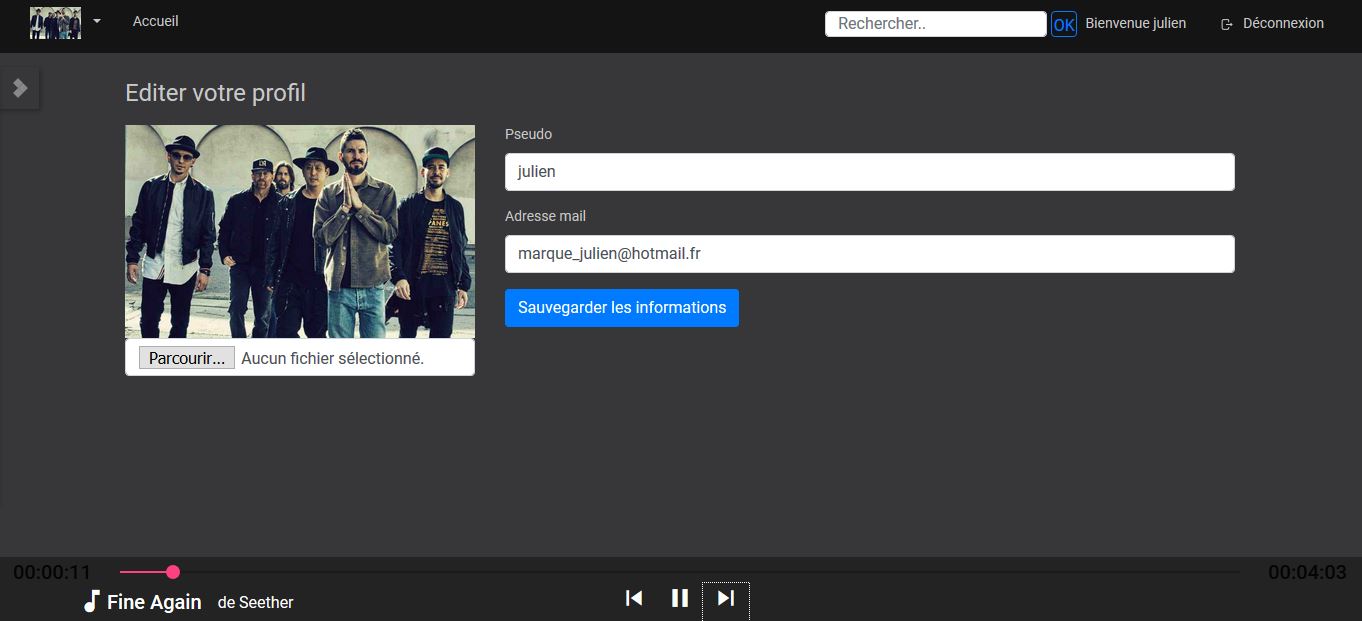 Accueil
Rechercher..
OK
Bienvenue julien
Déconnexion
Editer votre profil
Pseudo
julien
Adresse mail
marque_julien@hotmail.fr
Sauvegarder les informations
Parcourir... Aucun fichier sélectionné.
00:00:11
00:04:03
Fine Again de Seether